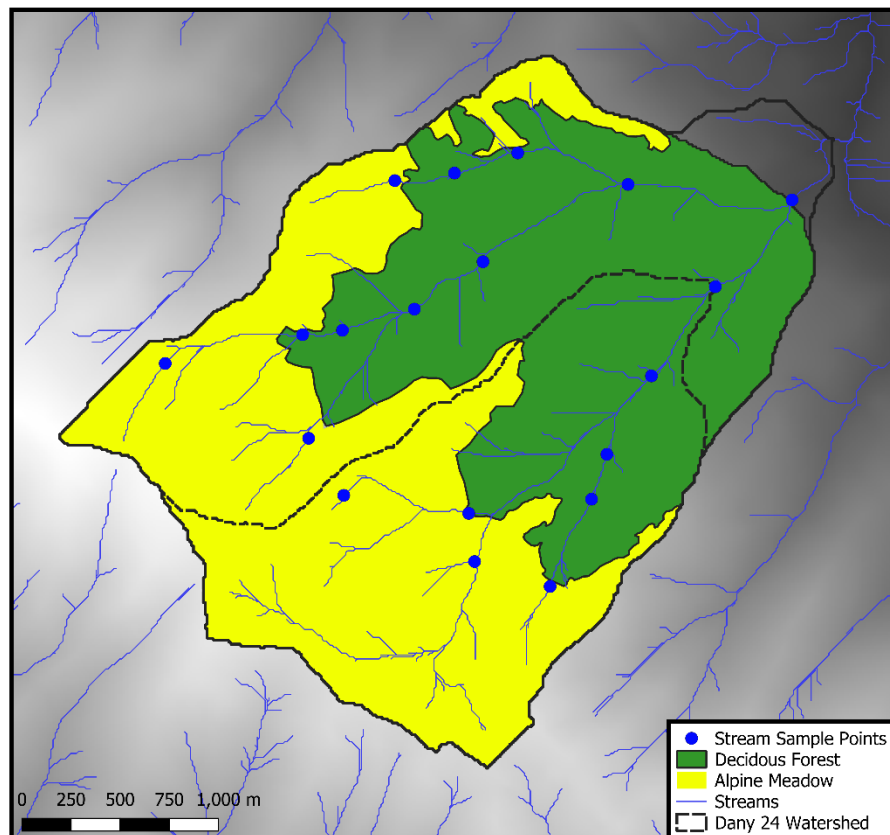 Stream Sample Points
Decidous Forest
Alpine Meadow
Streams
Dany 24 Watershed
0 250 500 750 1,000 m